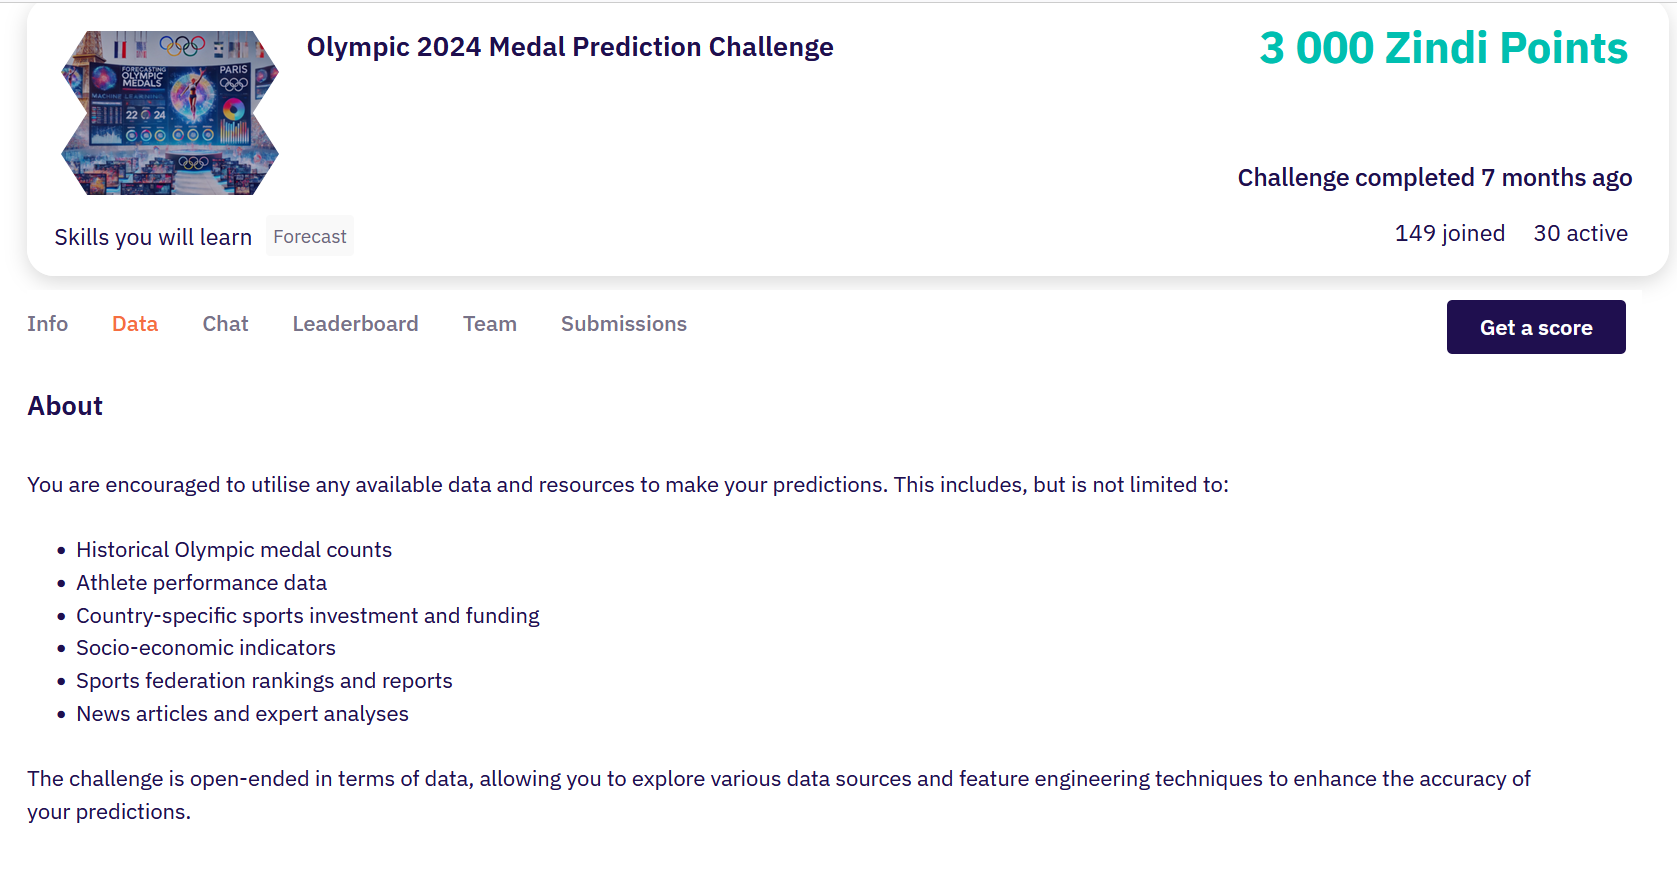 FORECASTING
OLYMPIC
MEDALS
PARIS
MACHINE LEARNING
22
24
Olympic 2024 Medal Prediction Challenge
3 000 Zindi Points
Challenge completed 7 months ago
149 joined 30 active
Skills you will learn Forecast
Info Data Chat Leaderboard Team Submissions
Get a score
About
You are encouraged to utilise any available data and resources to make your predictions. This includes, but is not limited to:
• Historical Olympic medal counts
• Athlete performance data
• Country-specific sports investment and funding
• Socio-economic indicators
• Sports federation rankings and reports
• News articles and expert analyses
The challenge is open-ended in terms of data, allowing you to explore various data sources and feature engineering techniques to enhance the accuracy of
your predictions.